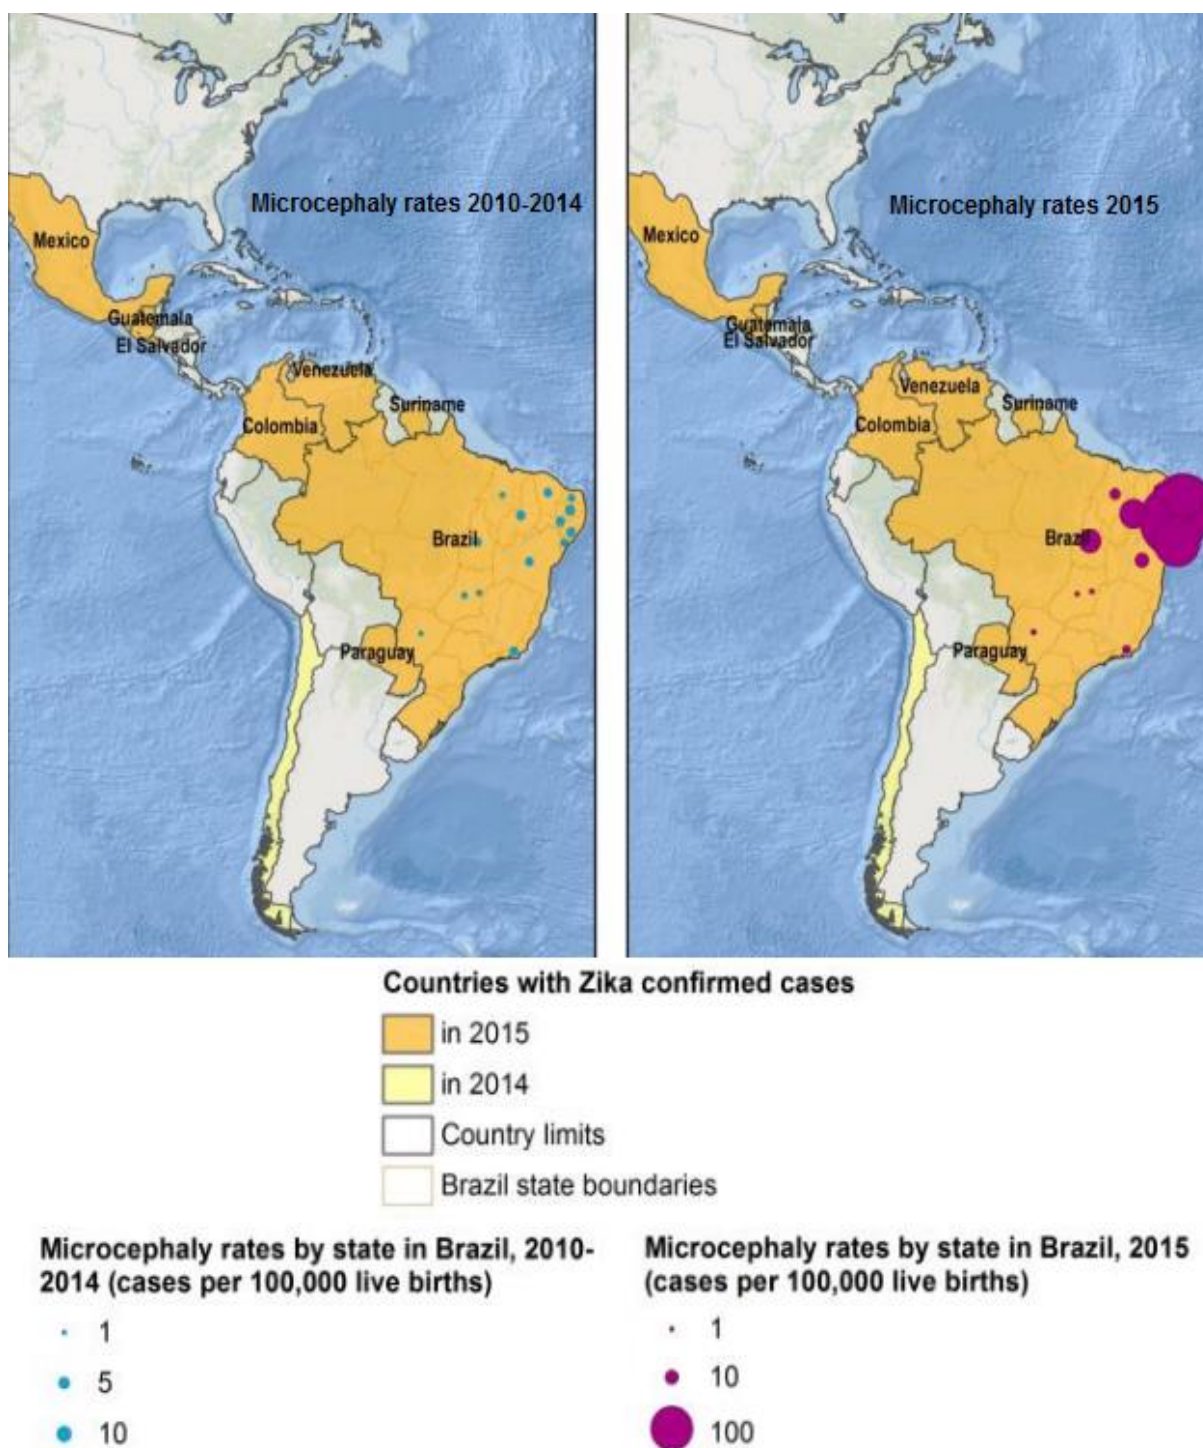 Microcephaly rates 2010-2014
Mexico
Guatemala
El Salvador
Venezuela
Suriname
Colombia
Brazil
Paraguay
Microcephaly rates 2015
Mexico
Guatemala
El Salvador
Venezuela
Suriname
Colombia
Brazil
Paraguay
Countries with Zika confirmed cases
in 2015
in 2014
Country limits
Brazil state boundaries
Microcephaly rates by state in Brazil, 2010-
2014 (cases per 100,000 live births)
1
5
10
Microcephaly rates by state in Brazil, 2015
(cases per 100,000 live births)
1
10
100